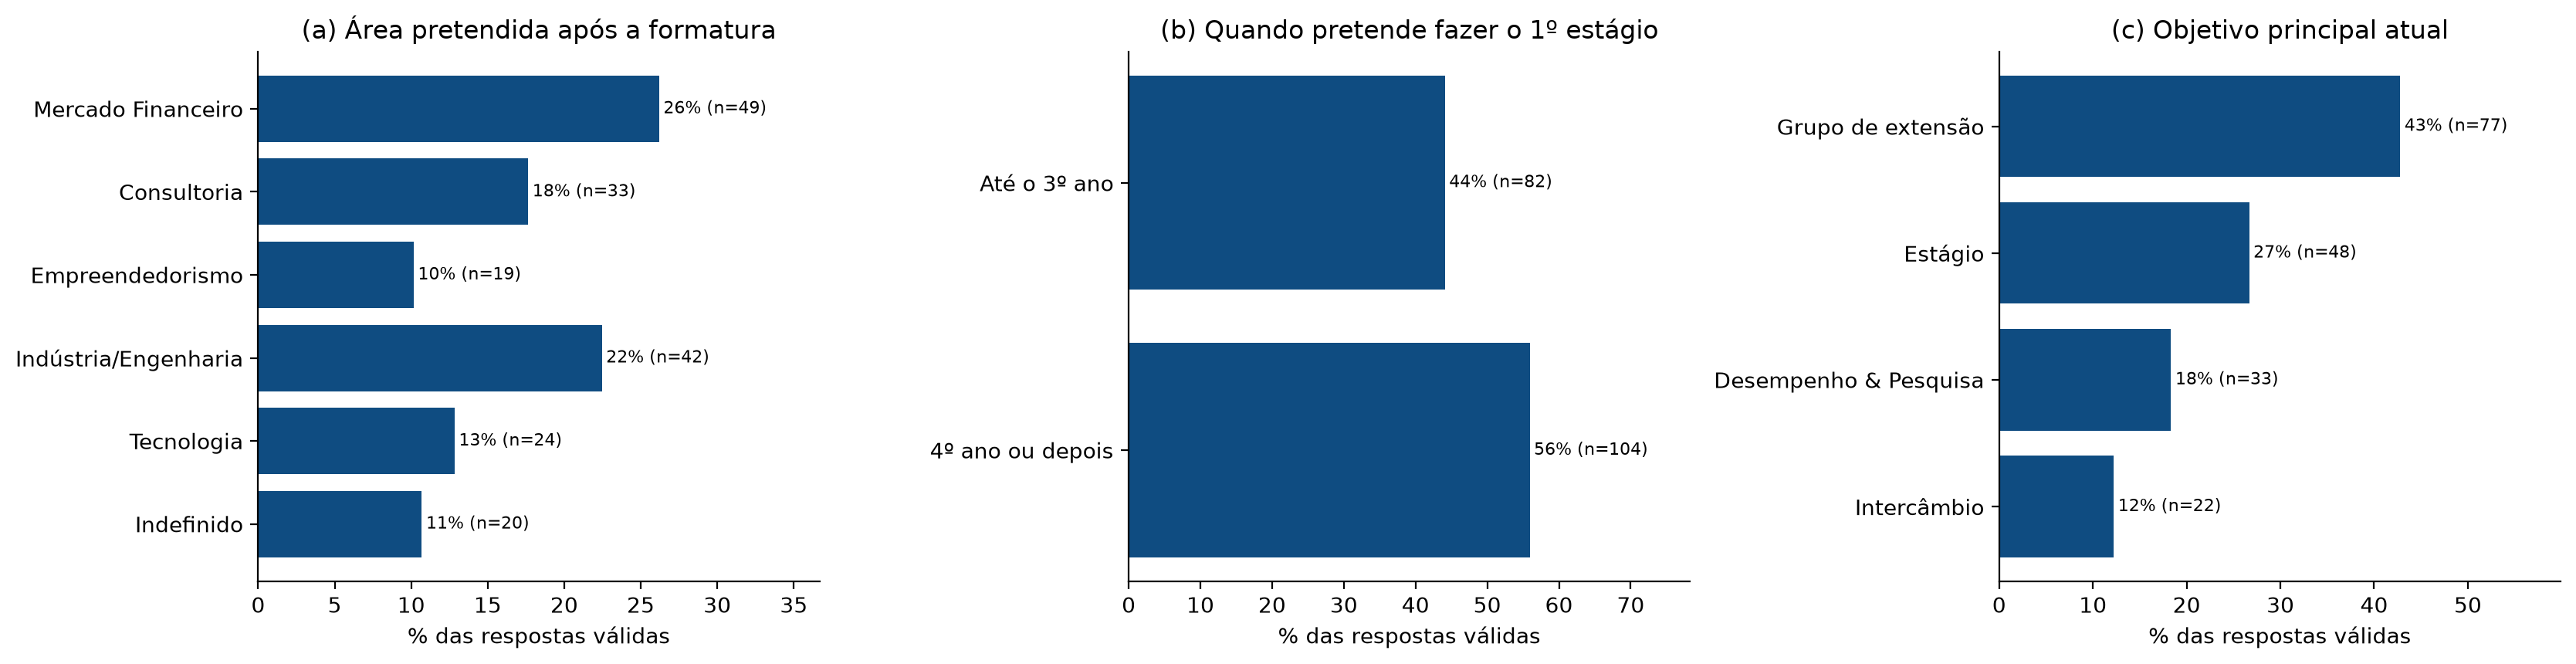 (a) Área pretendida após a formatura
Mercado Financeiro
26% (n=49)
Consultoria
18% (n=33)
Empreendedorismo
10% (n=19)
Indústria/Engenharia
22% (n=42)
Tecnologia
13% (n=24)
Indefinido
11% (n=20)
0 5 10 15 20 25 30 35
% das respostas válidas
(b) Quando pretende fazer o 1º estágio
Até o 3º ano
44% (n=82)
4º ano ou depois
56% (n=104)
0 10 20 30 40 50 60 70
% das respostas válidas
(c) Objetivo principal atual
Grupo de extensão
43% (n=77)
Estágio
27% (n=48)
Desempenho & Pesquisa
18% (n=33)
Intercâmbio
12% (n=22)
0 10 20 30 40 50
% das respostas válidas